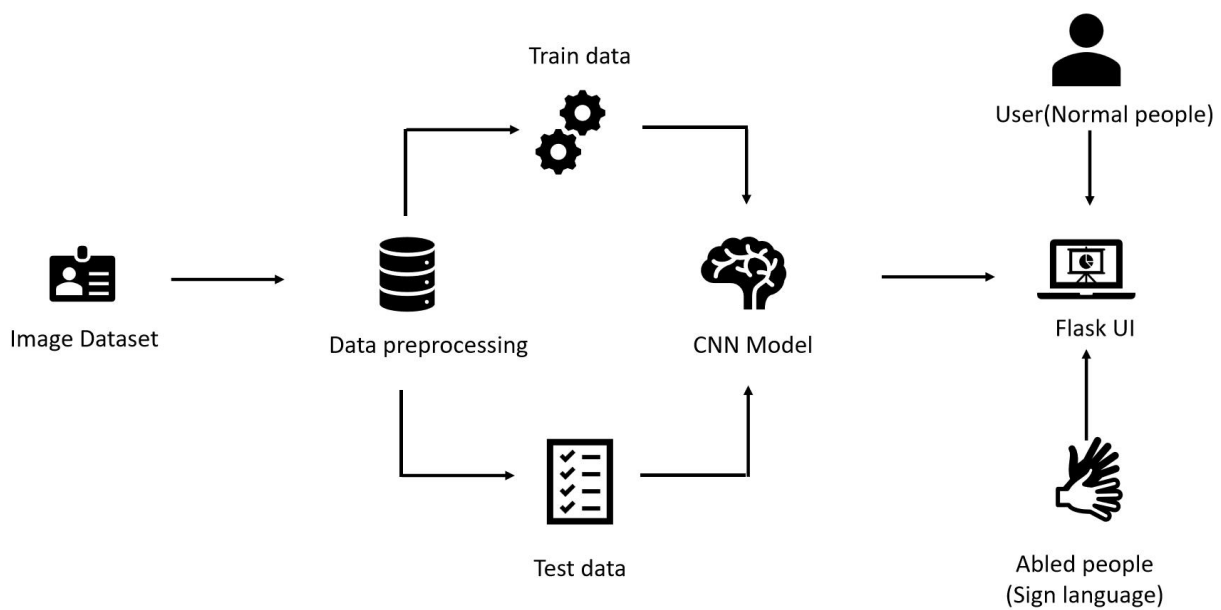 Train data
User(Normal people)
Image Dataset
Data preprocessing
CNN Model
Flask UI
Test data
Abled people
(Sign language)